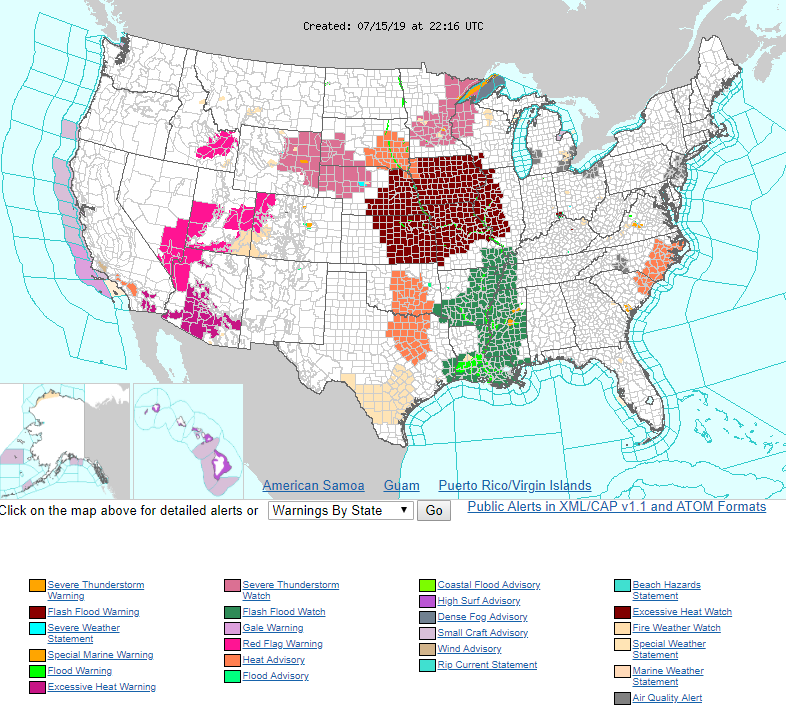 Created: 07/15/19 at 22:16 UTC
American Samoa Guam Puerto Rico/Virgin Islands
Click on the map above for detailed alerts or Warnings By State Go Public Alerts in XML/CAP v1.1 and ATOM Formats
Severe Thunderstorm
Warning
Flash Flood Warning
Severe Weather
Statement
Special Marine Warning
Flood Warning
Excessive Heat Warning
Severe Thunderstorm
Watch
Flash Flood Watch
Gale Warning
Red Flag Warning
Heat Advisory
Flood Advisory
Coastal Flood Advisory
High Surf Advisory
Dense Fog Advisory
Small Craft Advisory
Wind Advisory
Rip Current Statement
Beach Hazards
Statement
Excessive Heat Watch
Fire Weather Watch
Special Weather
Statement
Marine Weather
Statement
Air Quality Alert